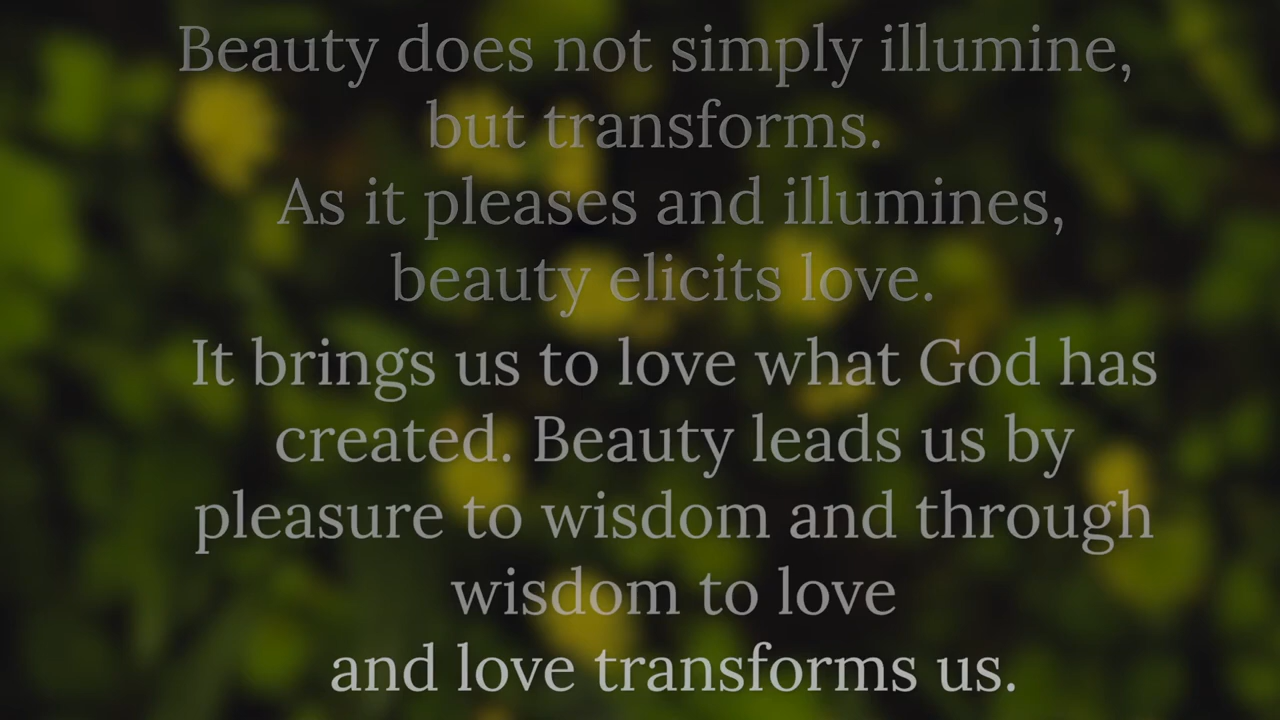 Beauty does not simply illumine,
but transforms.
As it pleases and illumines,
beauty elicits love.
It brings us to love what God has
created. Beauty leads us by
pleasure to wisdom and through
wisdom to love
and love transforms us.